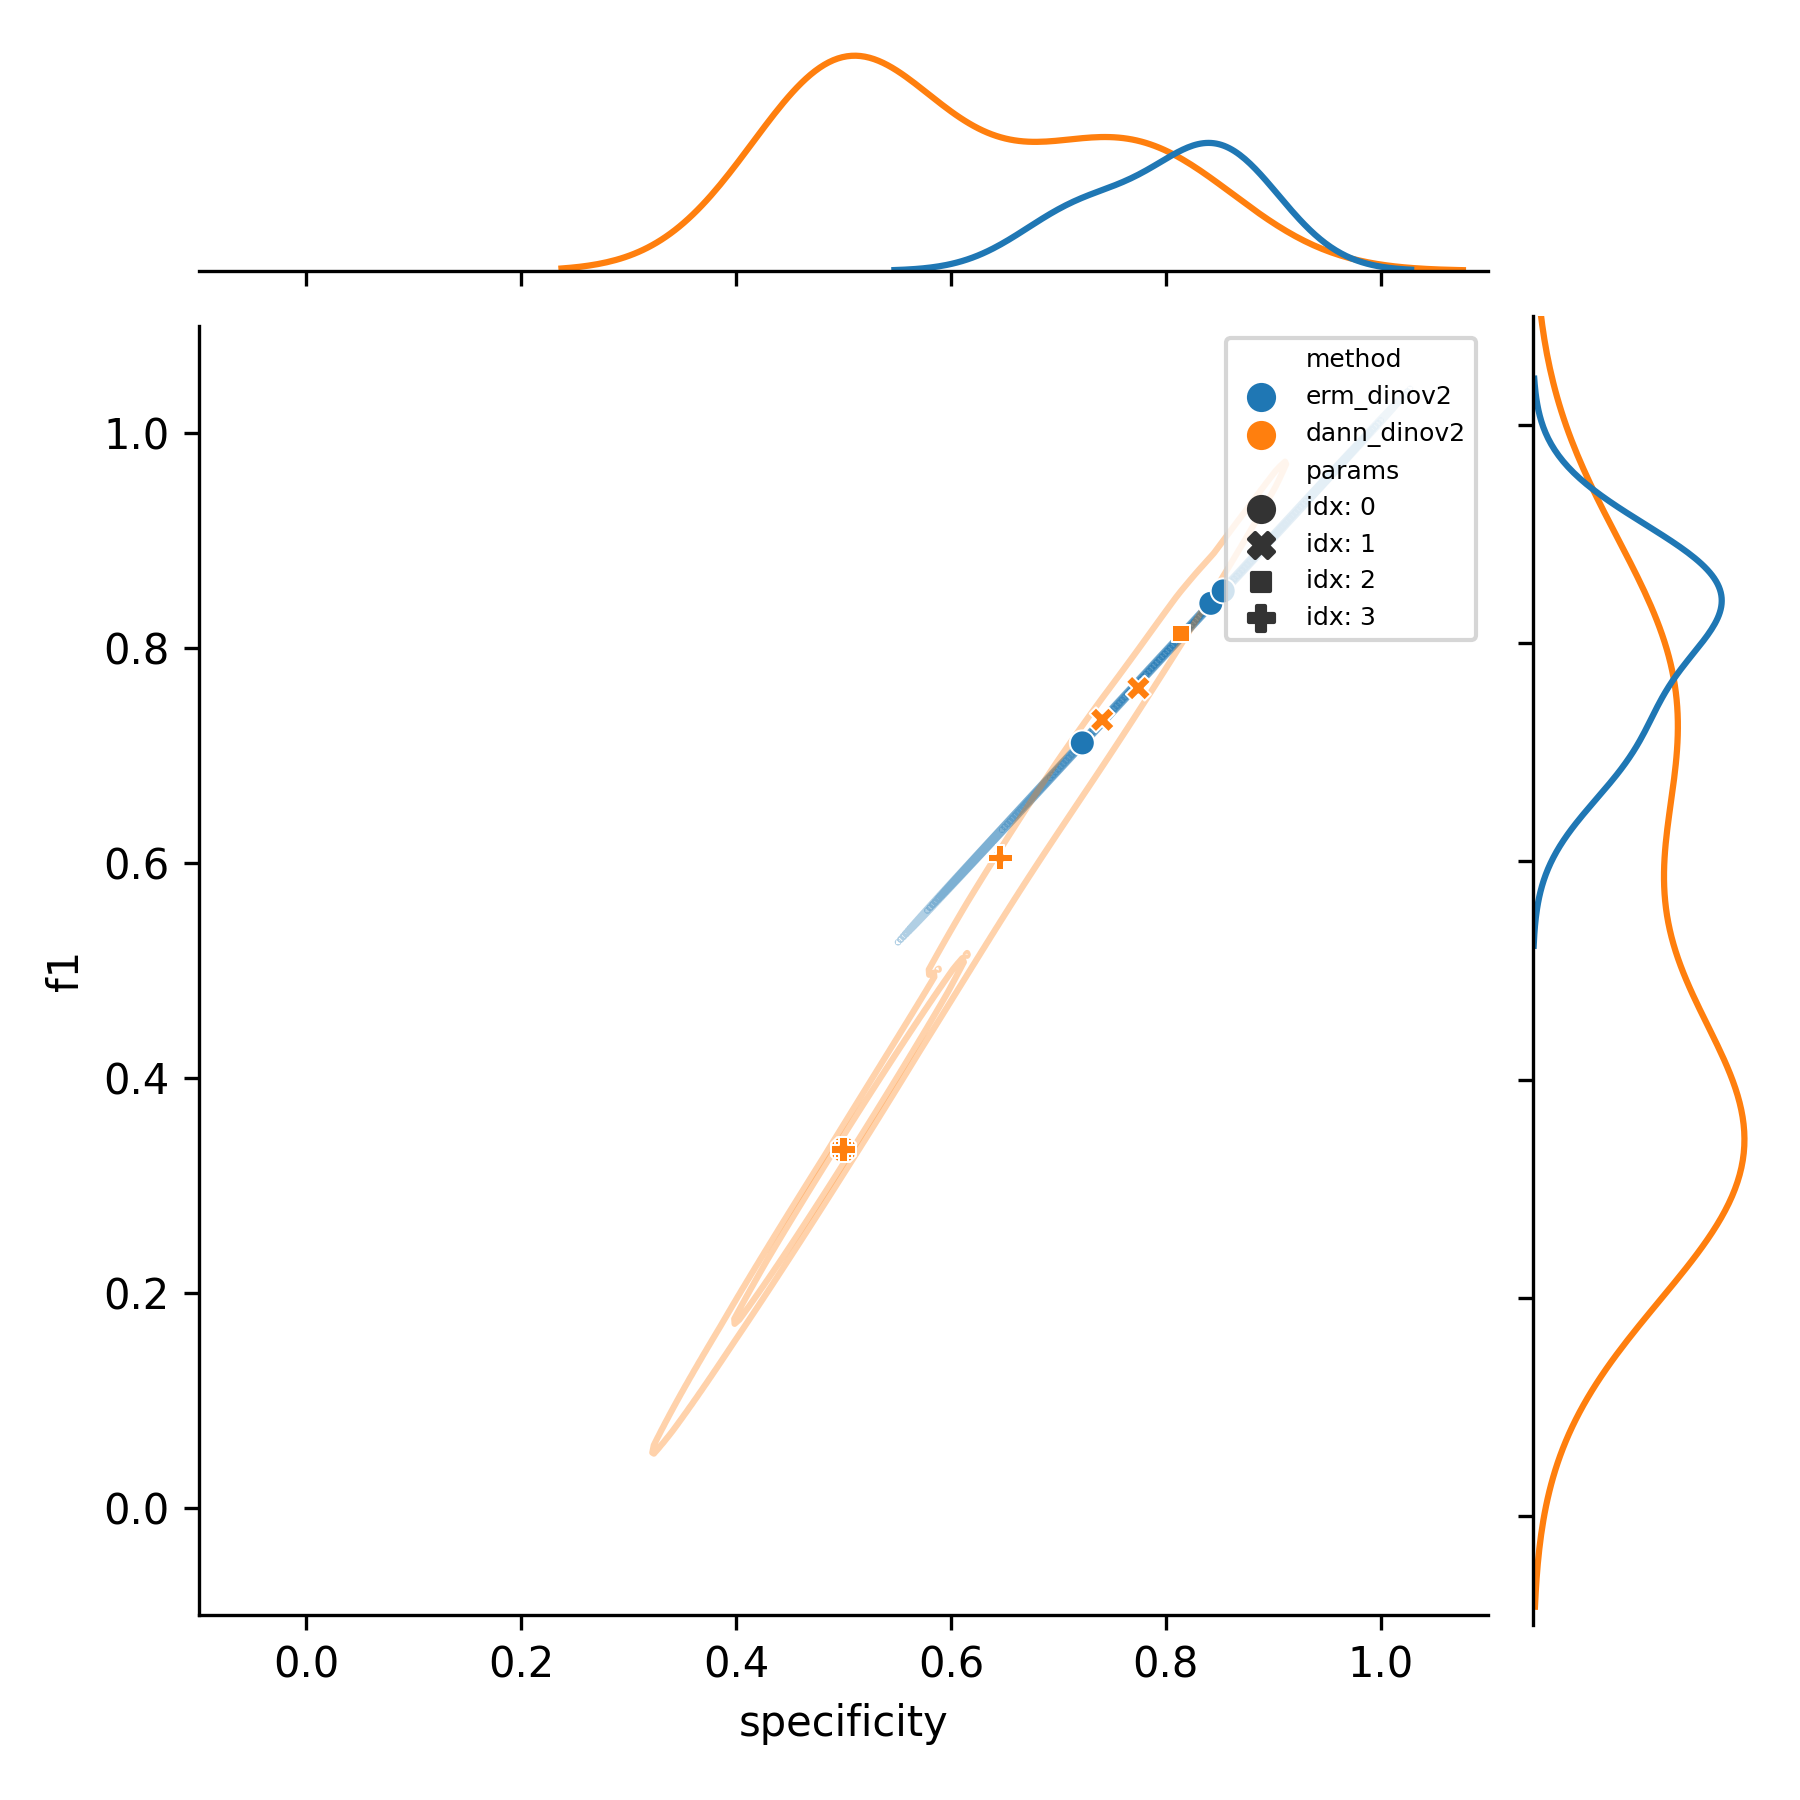 method
erm_dinov2
dann_dinov2
params
idx: 0
idx: 1
idx: 2
idx: 3
1.0
0.8
0.6
0.4
0.2
0.0
f1
0.0 0.2 0.4 0.6 0.8 1.0
specificity